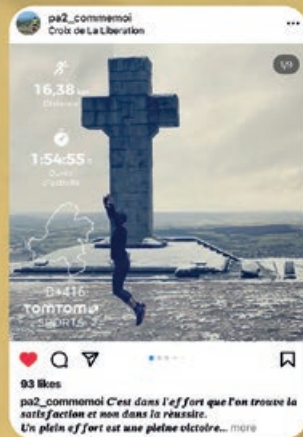 pa2_commemoi
Croix de La Liberation
1/9
16,38 km
Distance
1:54:55 h
Durée
d'activité
D+416
TOMTOM
SPORTS
93 likes
pa2_commemoi C'est dans l'effort que l'on trouve la
satisfaction et non dans la réussite.
Un plein effort est une pleine victoire... more